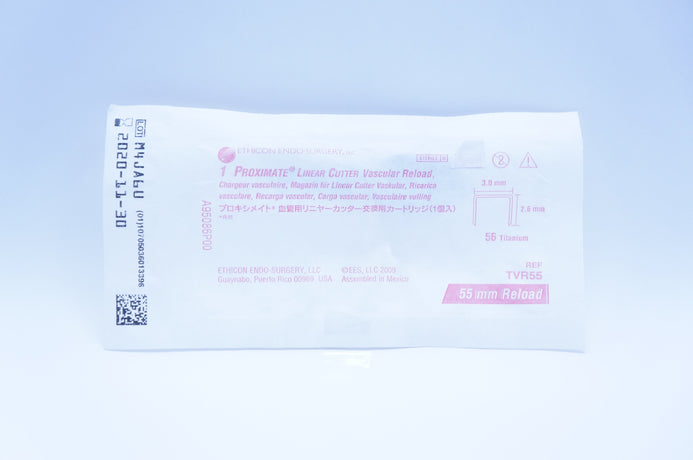 ETHICON ENDO-SURGERY, LLC
STERILE R
1 PROXIMATE® LINEAR CUTTER Vascular Reload,
Chargeur vasculaire, Magazin für Linear Cutter Vaskular, Ricarica
vasculare, Recarga vascular, Carga vascular, Vasculaire vulling
プロキシメイト® 血管用リニヤーカッター交換用カートリッジ(1個入)
3.0 mm
2.5 mm
56 Titanium
REF
TVR55
55 mm Reload
ETHICON ENDO-SURGERY, LLC
Guaynabo, Puerto Rico 00969 USA
©EES, LLC 2009
Assembled in Mexico
A95086P00
LOT M4JA6U
2020-11-30